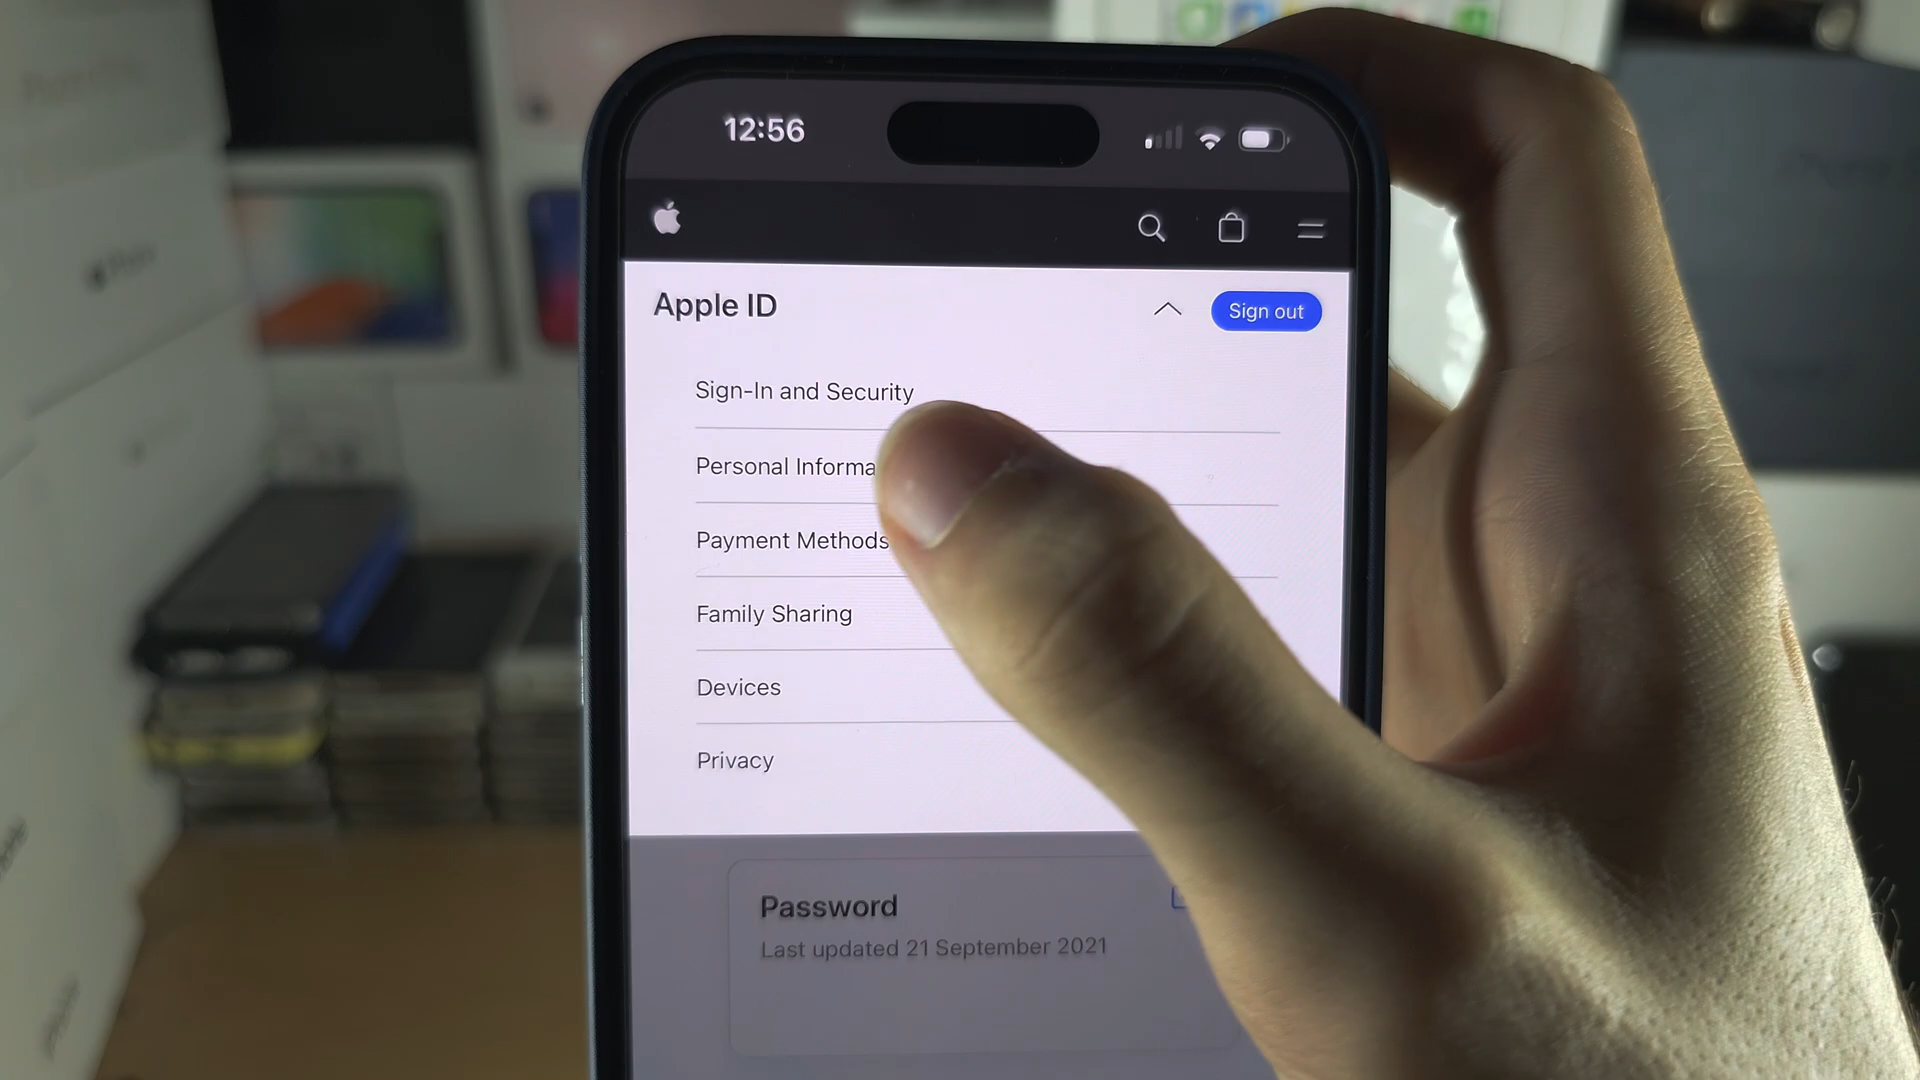 12:56
Apple ID
Sign out
Sign-In and Security
Personal Informa
Payment Methods
Family Sharing
Devices
Privacy
Password
Last updated 21 September 2021